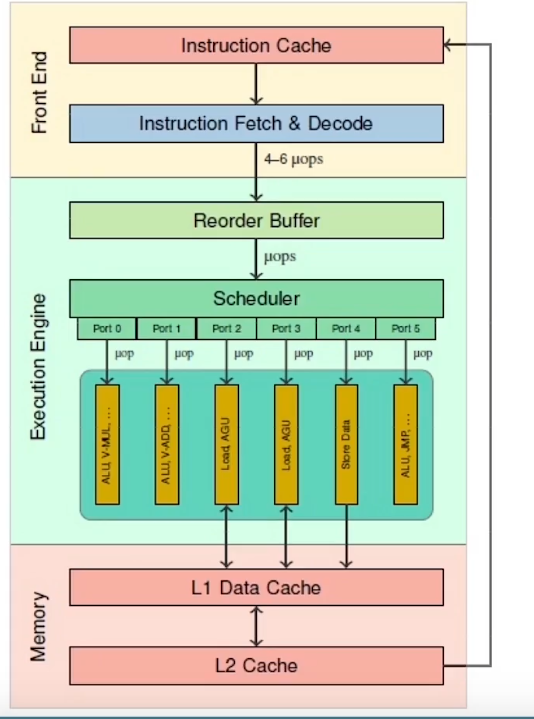 Front End
Instruction Cache
Instruction Fetch & Decode
4–6 μops
Execution Engine
Reorder Buffer
μops
Scheduler
Port 0 Port 1 Port 2 Port 3 Port 4 Port 5
μop μop μop μop μop μop
ALU, V-MUL, ...
ALU, V-ADD, ...
Load, AGU
Load, AGU
Store Data
ALU, JMP, ...
Memory
L1 Data Cache
L2 Cache